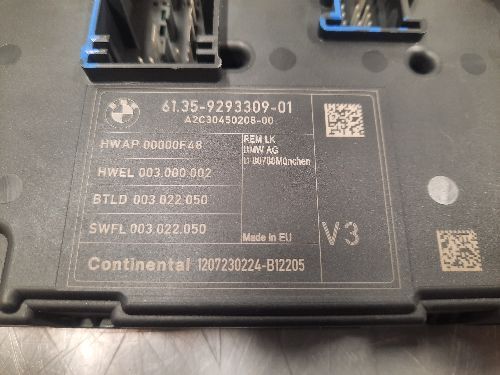 61.35-9293309-01
A2C30450208-00
HWAP 00000F48
REM LK
BMW AG
D-80788München
HWEL 003.000.002
BTLD 003.022.050
SWFL 003.022.050
Made in EU
V3
Continental 1207230224-B12205